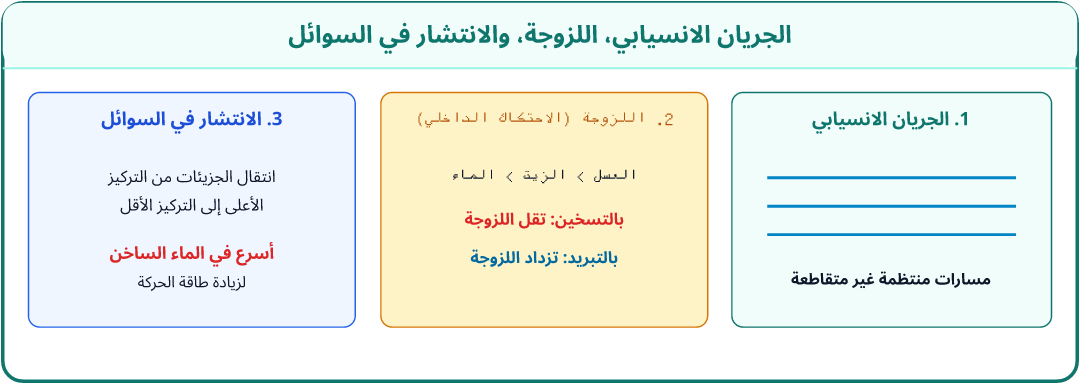 الجريان الانسيابي، اللزوجة، والانتشار في السوائل
1. الجريان الانسيابي
مسارات منتظمة غير متقاطعة
2. اللزوجة (الاحتكاك الداخلي)
العسل > الزيت > الماء
بالتسخين: تقل اللزوجة
بالتبريد: تزداد اللزوجة
3. الانتشار في السوائل
انتقال الجزيئات من التركيز
الأعلى إلى التركيز الأقل
أسرع في الماء الساخن
لزيادة طاقة الحركة